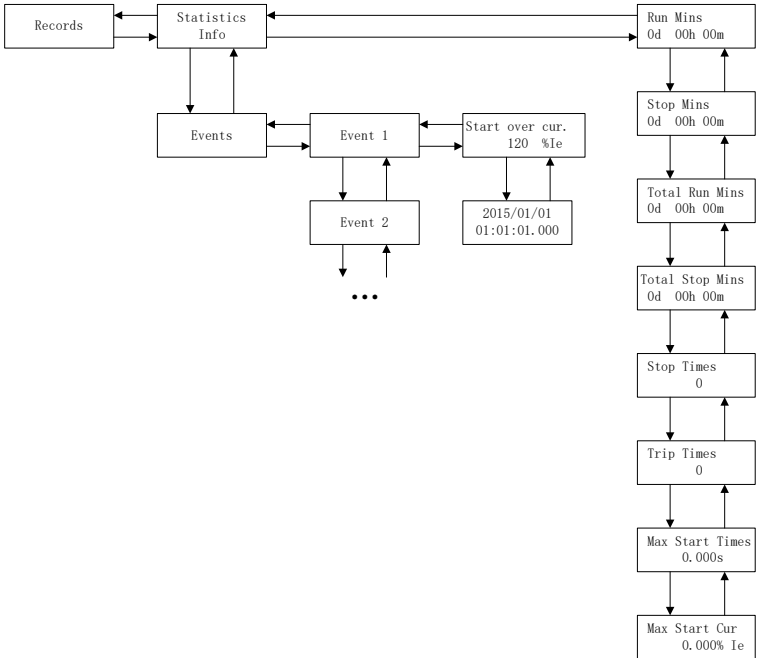 Records
Statistics
Info
Run Mins
0d 00h 00m
Stop Mins
0d 00h 00m
Events
Event 1
Start over cur.
120 %Ie
Total Run Mins
0d 00h 00m
Event 2
2015/01/01
01:01:01.000
Total Stop Mins
0d 00h 00m
•••
Stop Times
0
Trip Times
0
Max Start Times
0.000s
Max Start Cur
0.000% Ie